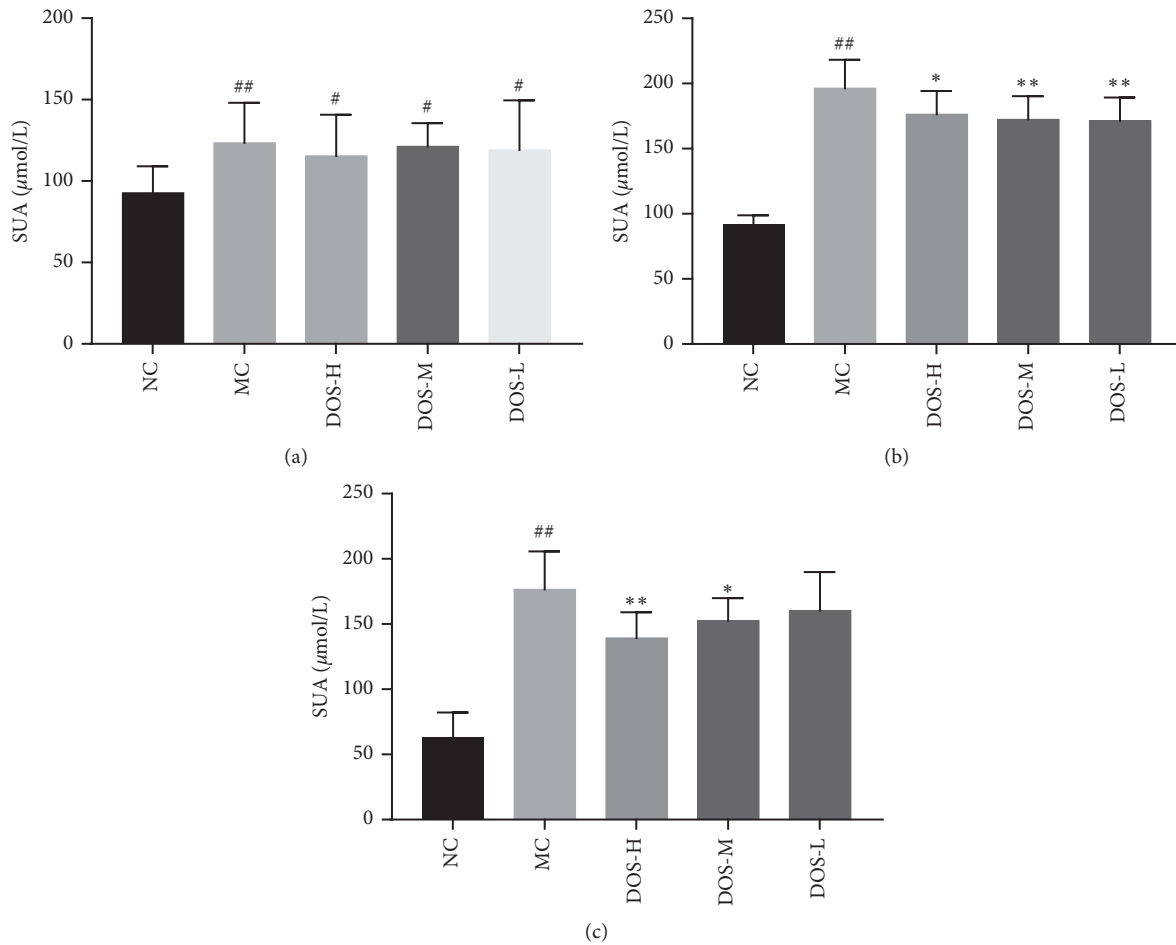 SUA (μmol/L)
200
150
100
50
0
##
#
#
#
NC
MC
DOS-H
DOS-M
DOS-L
(a)
SUA (μmol/L)
250
200
150
100
50
0
##
*
**
**
NC
MC
DOS-H
DOS-M
DOS-L
(b)
SUA (μmol/L)
250
200
150
100
50
0
##
**
*
NC
MC
DOS-H
DOS-M
DOS-L
(c)